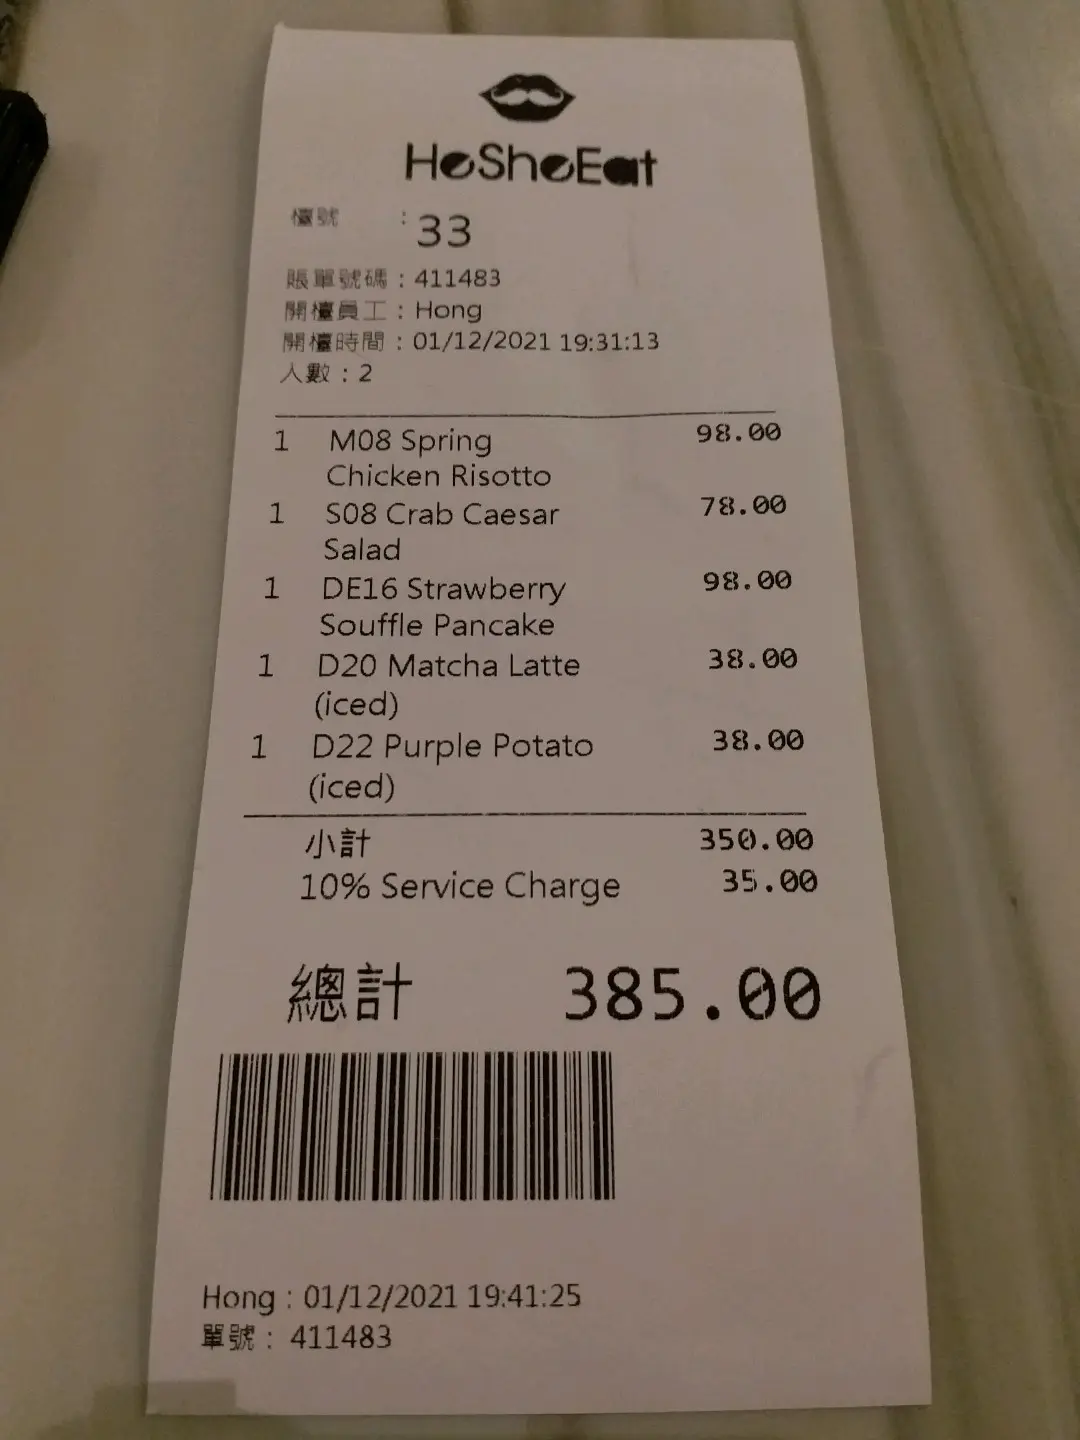 HeSheEat
檯號 : 33
賬單號碼 : 411483
開檯員工 : Hong
開檯時間 : 01/12/2021 19:31:13
人數 : 2
1 M08 Spring 98.00
Chicken Risotto
1 S08 Crab Caesar 78.00
Salad
1 DE16 Strawberry 98.00
Souffle Pancake
1 D20 Matcha Latte 38.00
(iced)
1 D22 Purple Potato 38.00
(iced)
小計 350.00
10% Service Charge 35.00
總計 385.00
Hong : 01/12/2021 19:41:25
單號 : 411483